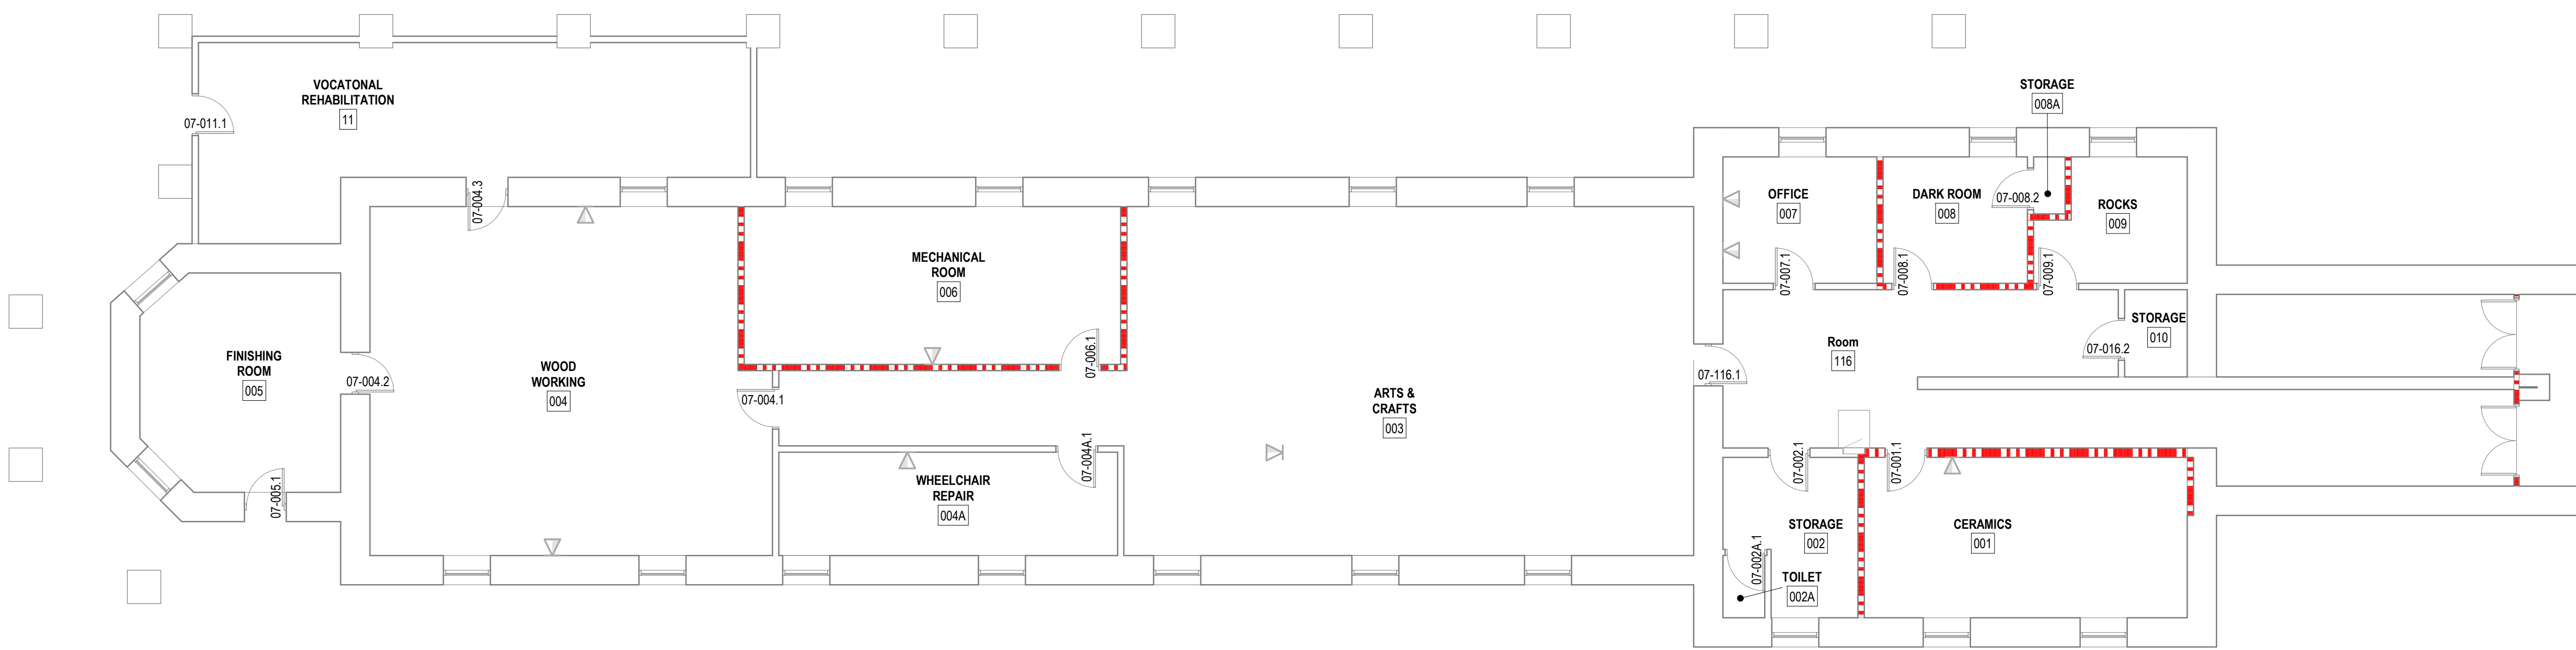 VOCATONAL
REHABILITATION
11
07-011.1
07-004.3
FINISHING
ROOM
005
07-005.1
07-004.2
WOOD
WORKING
004
07-004.1
MECHANICAL
ROOM
006
07-006.1
WHEELCHAIR
REPAIR
004A
07-004A.1
ARTS &
CRAFTS
003
07-116.1
OFFICE
007
07-007.1
DARK ROOM
008
07-008.1
07-008.2
STORAGE
008A
ROCKS
009
07-009.1
Room
116
STORAGE
010
07-016.2
07-002.1
STORAGE
002
07-002A.1
TOILET
002A
07-001.1
CERAMICS
001